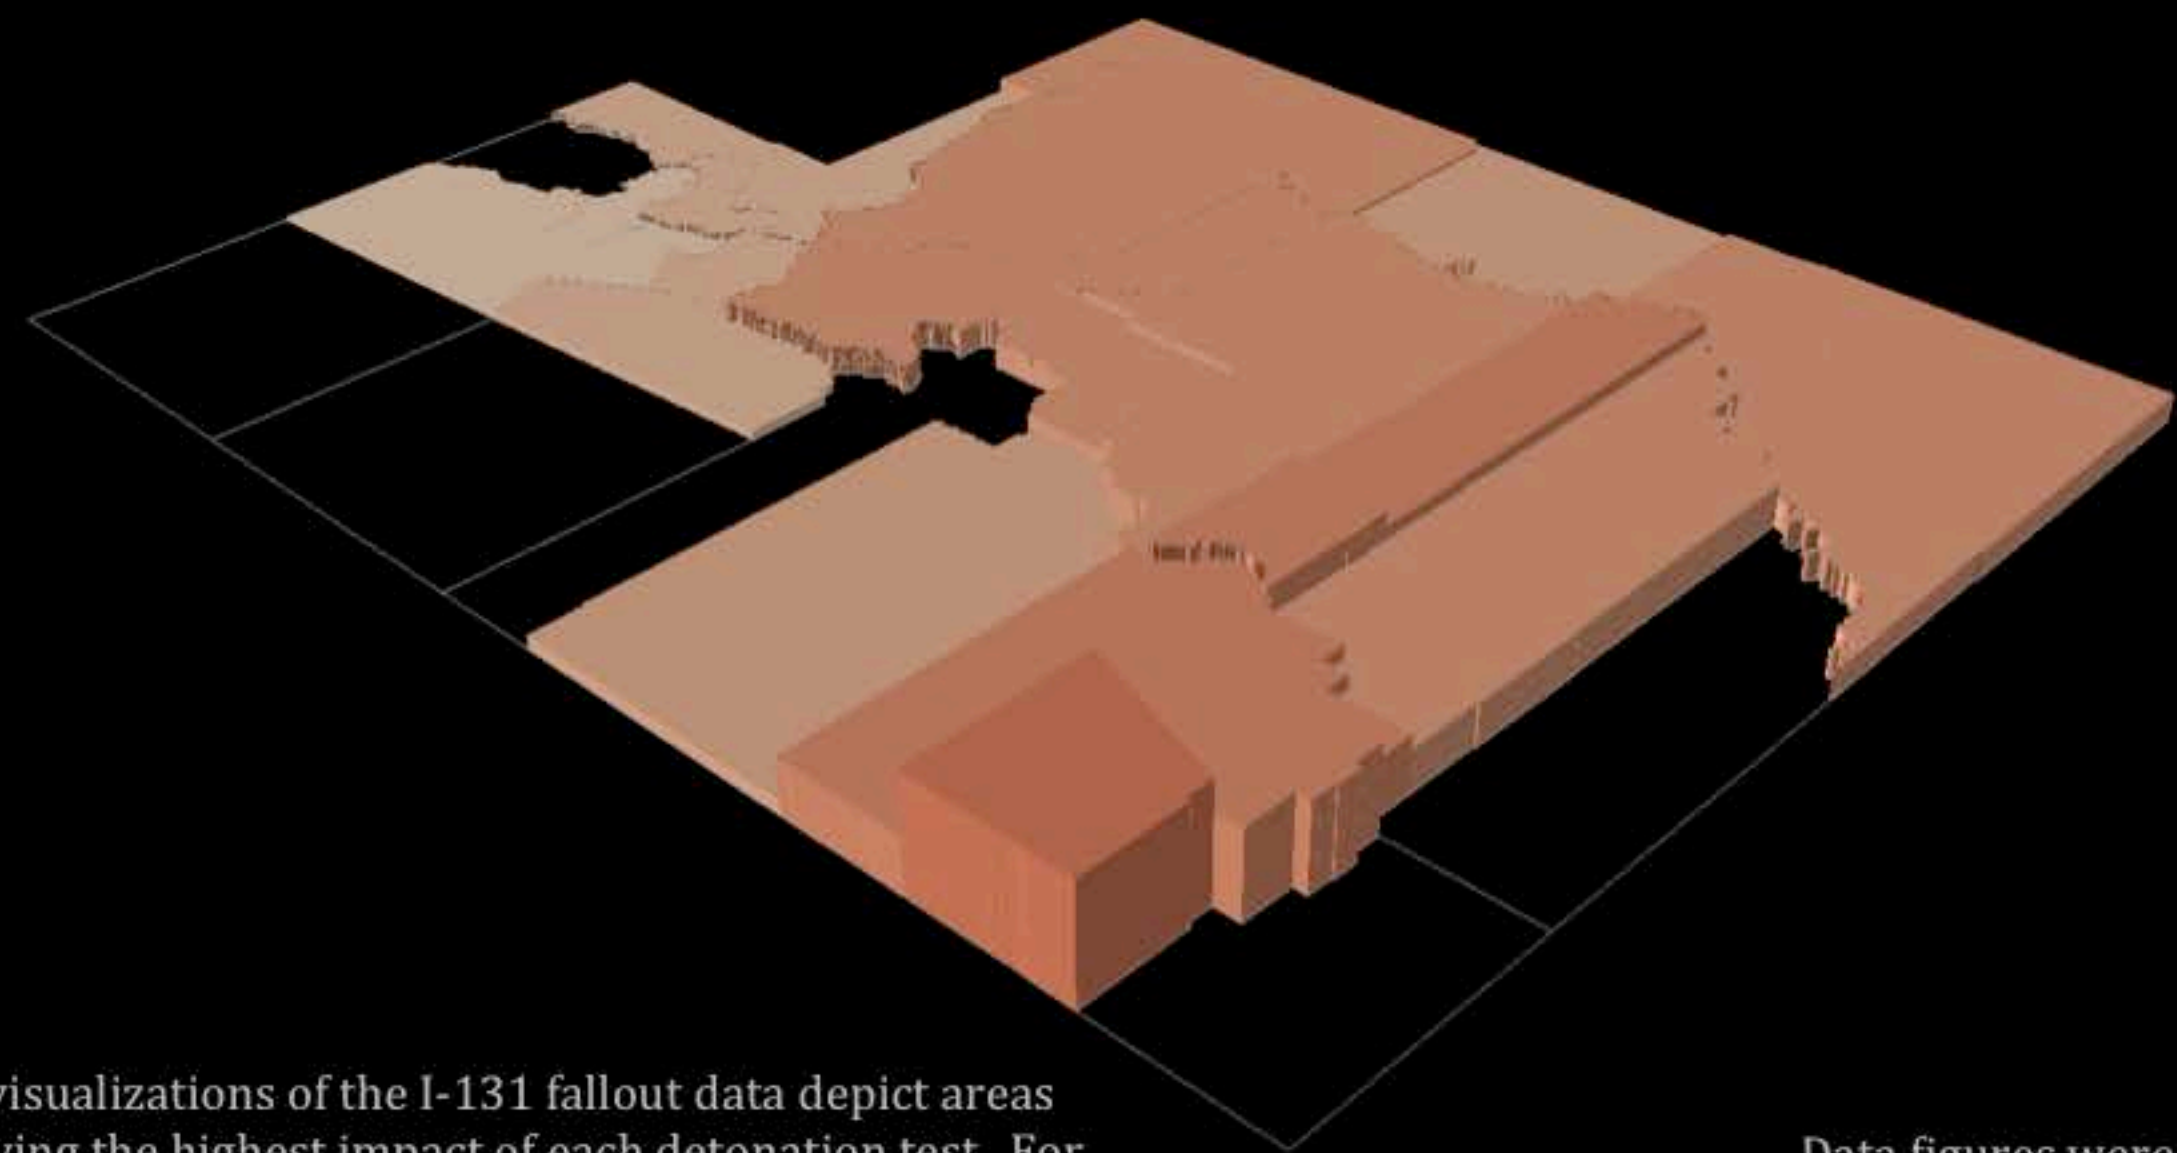 visualizations of the I-131 fallout data depict areas
the highest impact of each detonation test. For
Data figures were